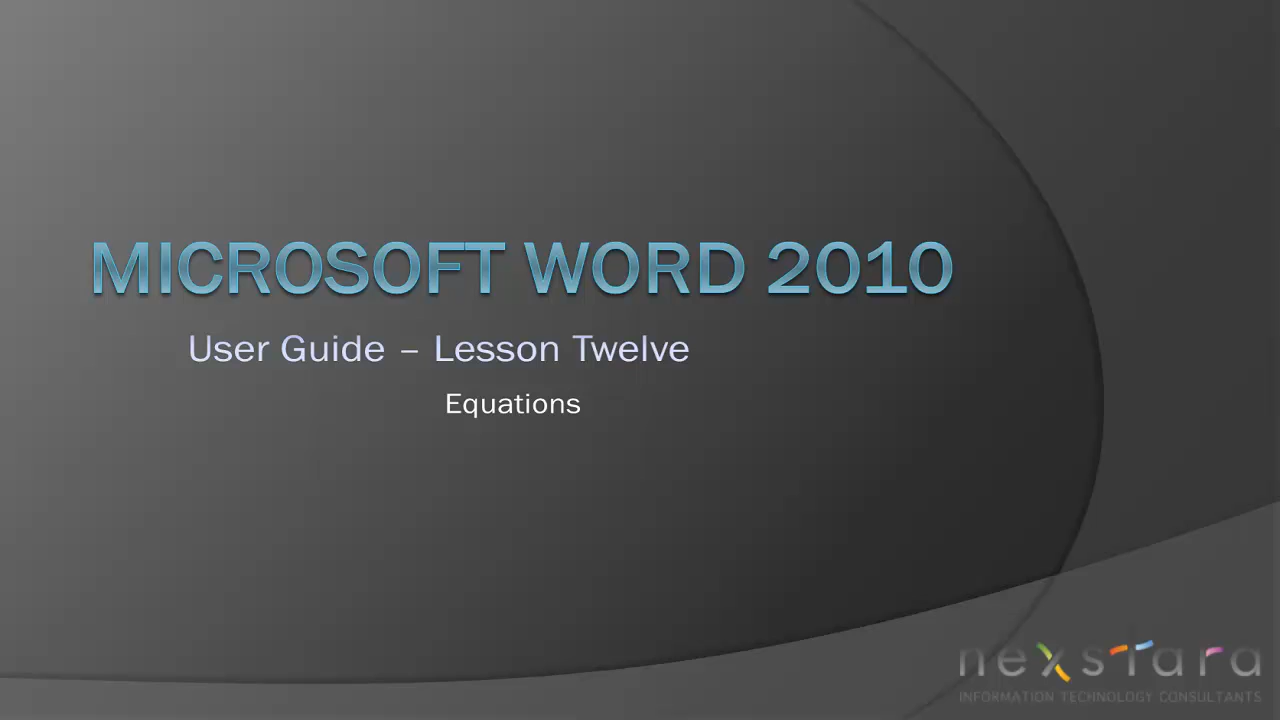 MICROSOFT WORD 2010
User Guide – Lesson Twelve
Equations
nexstara
INFORMATION TECHNOLOGY CONSULTANTS